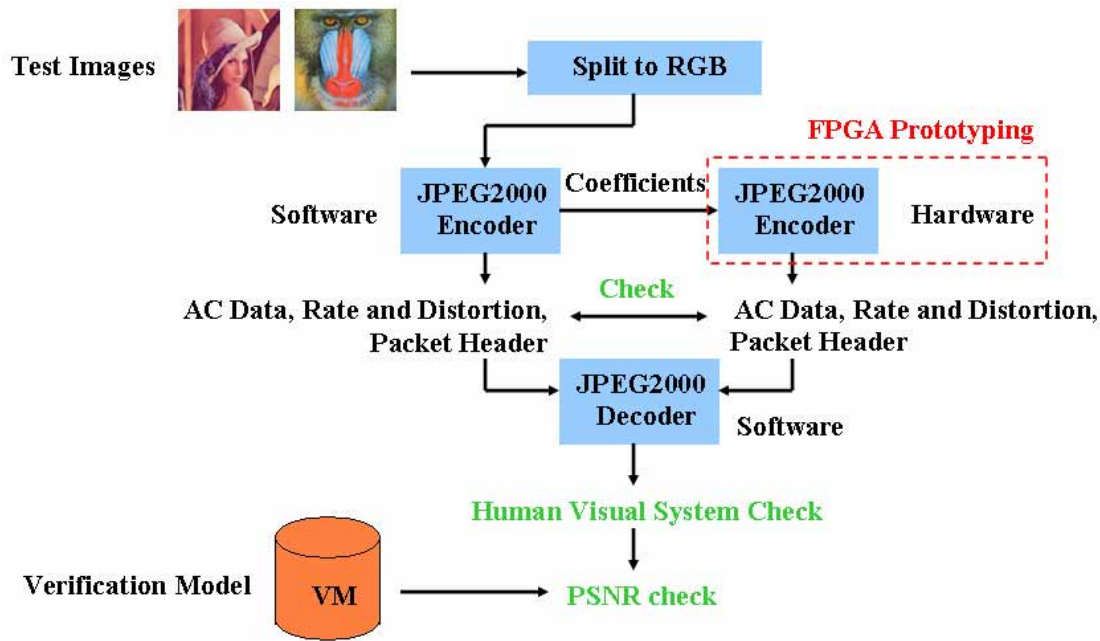 Test Images
Split to RGB
FPGA Prototyping
Software
JPEG2000
Encoder
Coefficients
JPEG2000
Encoder
Hardware
AC Data, Rate and Distortion,
Packet Header
Check
AC Data, Rate and Distortion,
Packet Header
JPEG2000
Decoder
Software
Human Visual System Check
Verification Model
VM
PSNR check